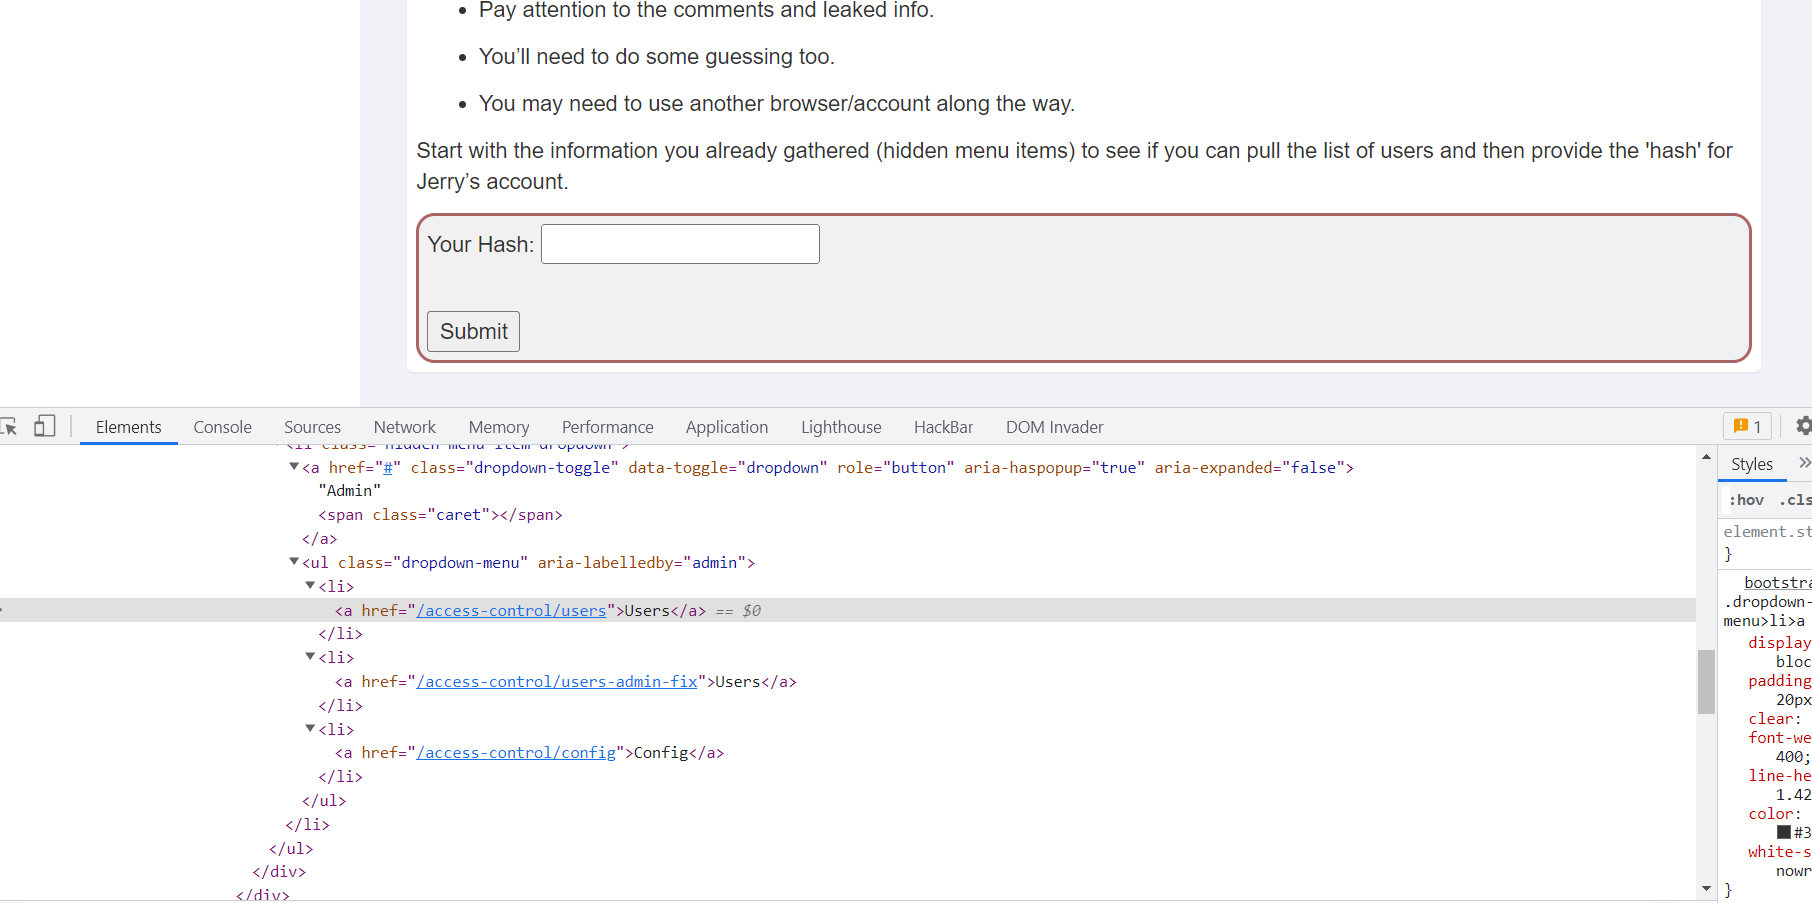 Pay attention to the comments and leaked info.
You’ll need to do some guessing too.
You may need to use another browser/account along the way.
Start with the information you already gathered (hidden menu items) to see if you can pull the list of users and then provide the 'hash' for
Jerry’s account.
Your Hash:
Submit
Elements Console Sources Network Memory Performance Application Lighthouse HackBar DOM Invader 1
<li class="hidden-menu-item dropdown">
<a href="#" class="dropdown-toggle" data-toggle="dropdown" role="button" aria-haspopup="true" aria-expanded="false">
"Admin"
<span class="caret"></span>
</a>
<ul class="dropdown-menu" aria-labelledby="admin">
<li>
<a href="/access-control/users">Users</a> == $0
</li>
<li>
<a href="/access-control/users-admin-fix">Users</a>
</li>
<li>
<a href="/access-control/config">Config</a>
</li>
</ul>
</li>
</ul>
</div>
</div>
Styles »
:hov .cls
element.st
}
bootstra
.dropdown-
menu>li>a
display
bloc
padding
20px
clear:
font-we
400;
line-he
1.42
color:
#3
white-s
nowr
}